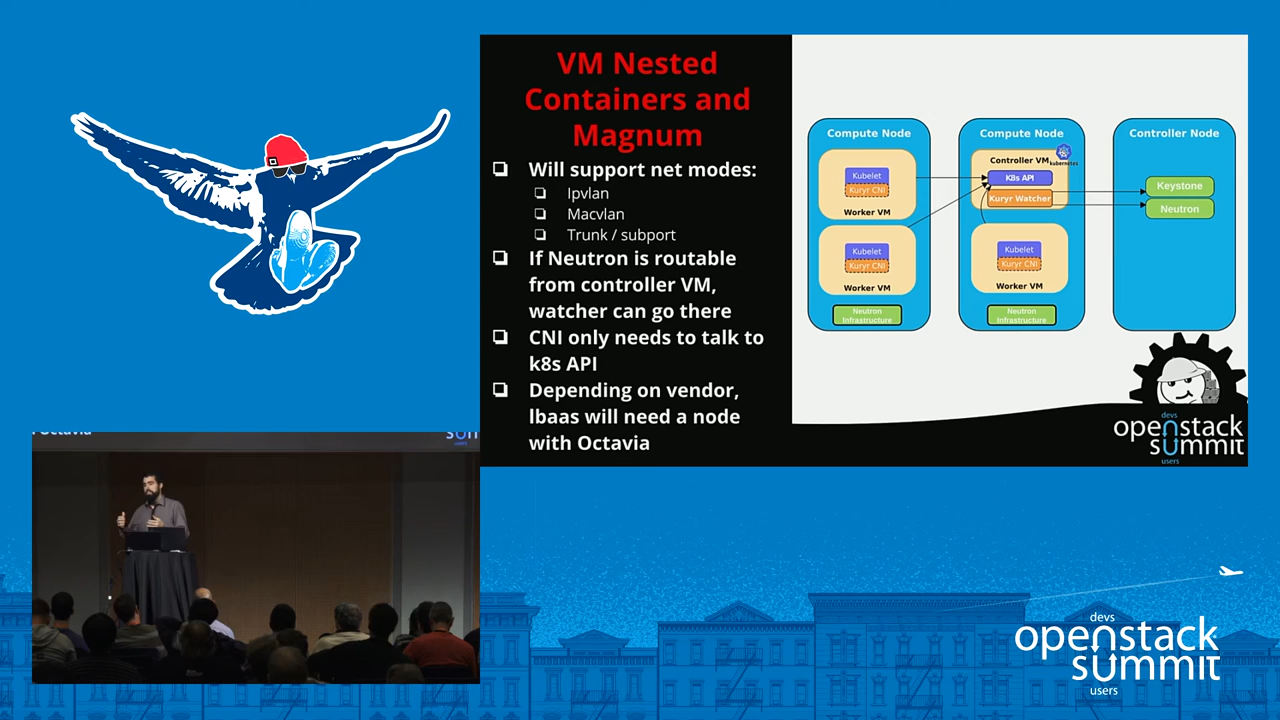 VM Nested
Containers and
Magnum
❏ Will support net modes:
❏ Ipvlan
❏ Macvlan
❏ Trunk / subport
❏ If Neutron is routable
from controller VM,
watcher can go there
❏ CNI only needs to talk to
k8s API
❏ Depending on vendor,
lbaas will need a node
with Octavia
Compute Node
Kubelet
Kuryr CNI
Worker VM
Kubelet
Kuryr CNI
Worker VM
Neutron
Infrastructure
Compute Node
Controller VM
kubernetes
K8s API
Kuryr Watcher
Kubelet
Kuryr CNI
Worker VM
Neutron
Infrastructure
Controller Node
Keystone
Neutron
devs
openstack
summit
users
Octavia
devs
openstack
summit
users